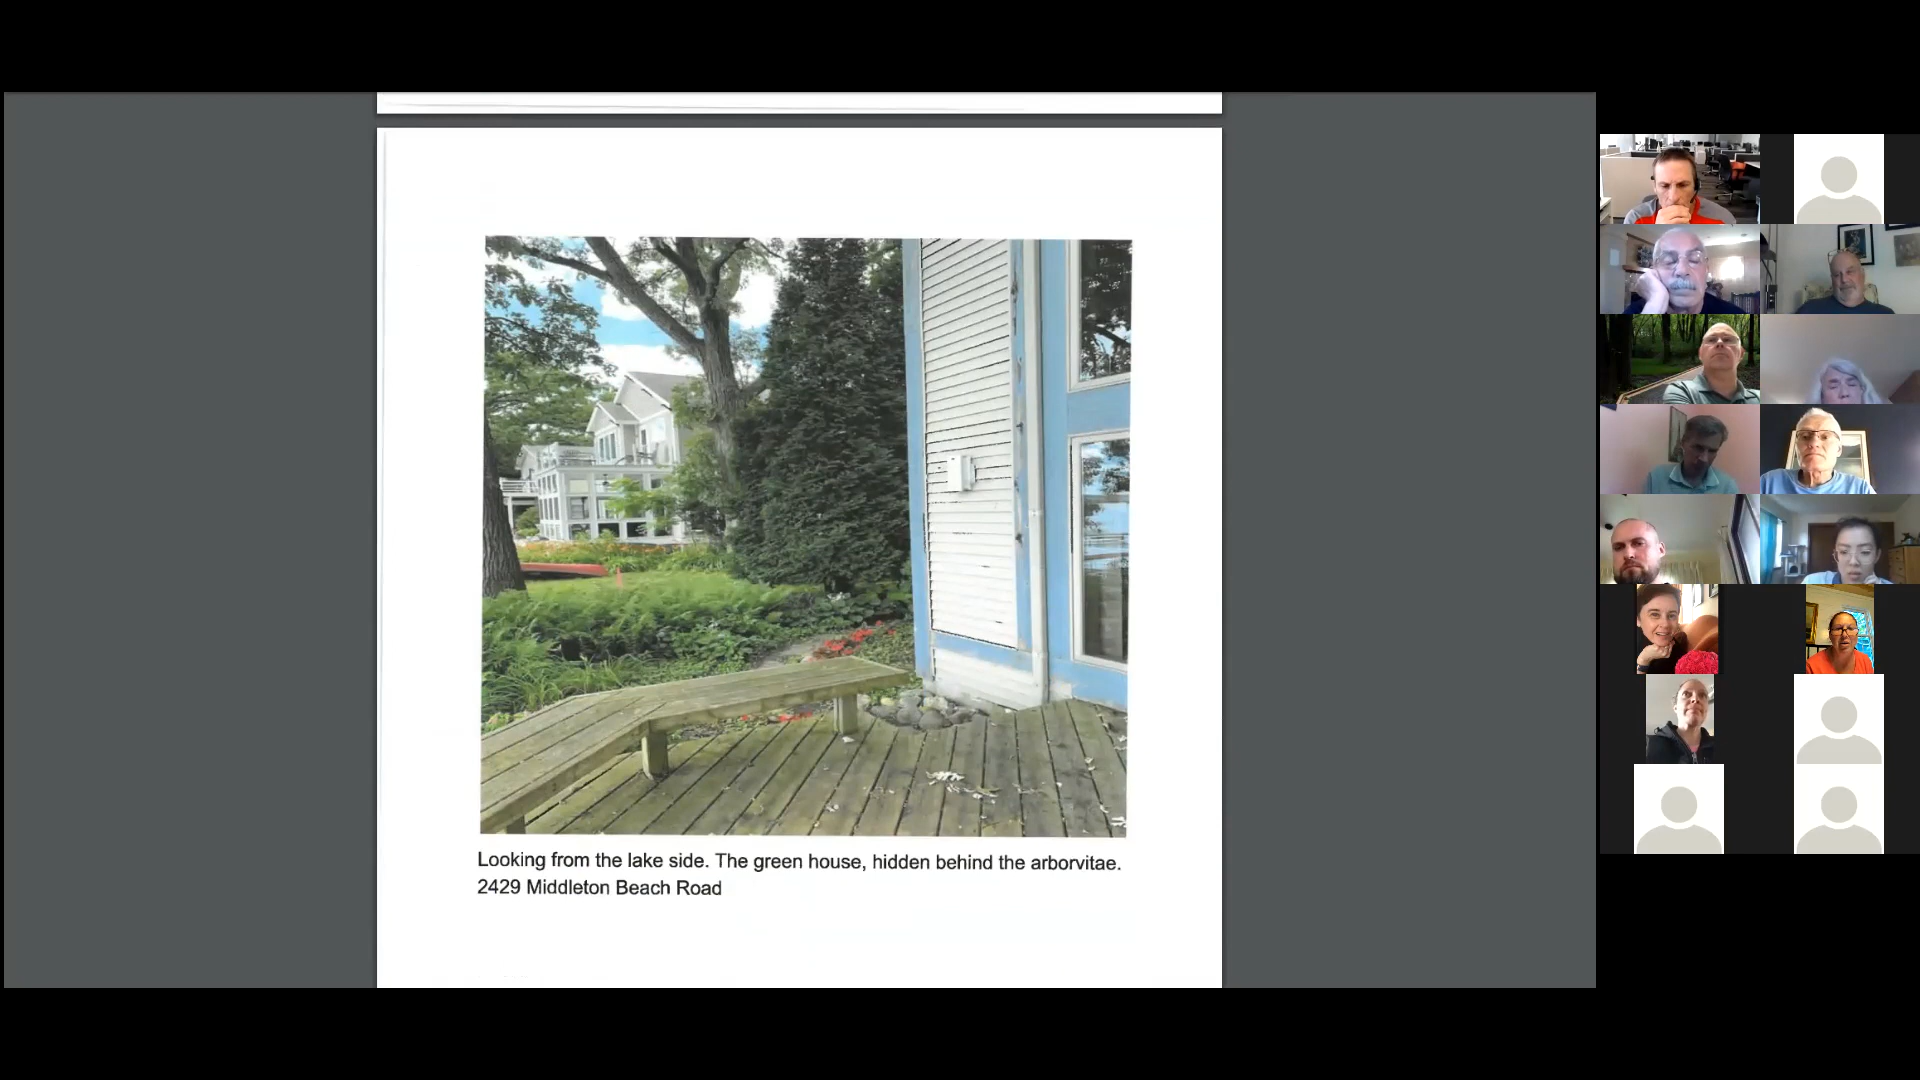 Looking from the lake side. The green house, hidden behind the arborvitae.
2429 Middleton Beach Road